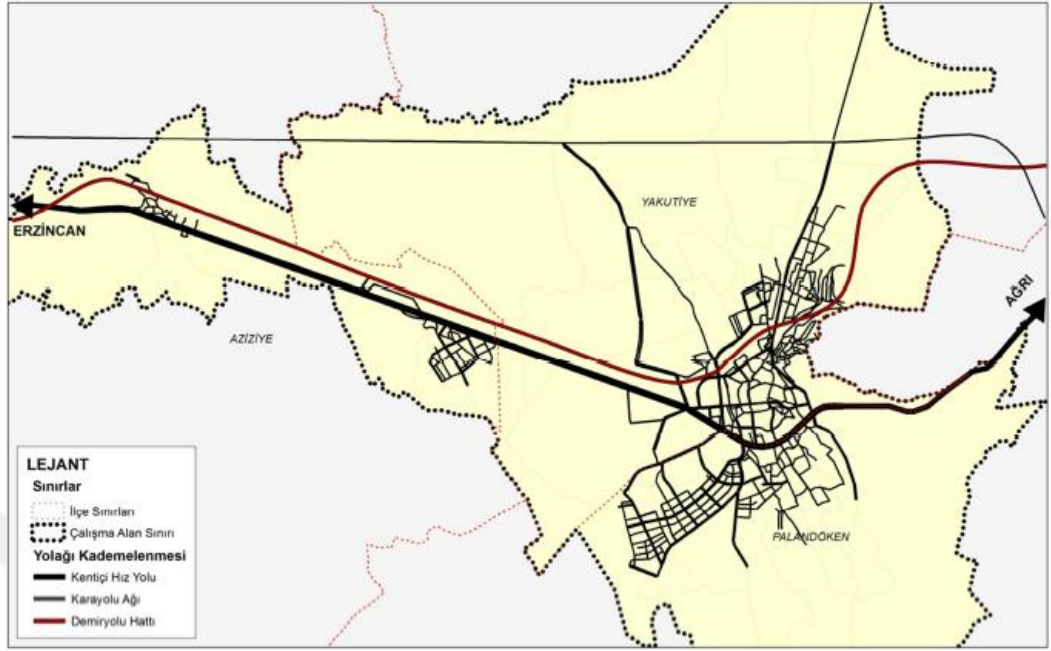 YAKUTİYE
ERZİNCAN
AĞRI
AZİZİYE
PALANDÖKEN
LEJANT
Sınırlar
İlçe Sınırları
Çalışma Alan Sınırı
Yolağı Kademelenmesi
Kentiçi Hız Yolu
Karayolu Ağı
Demiryolu Hattı